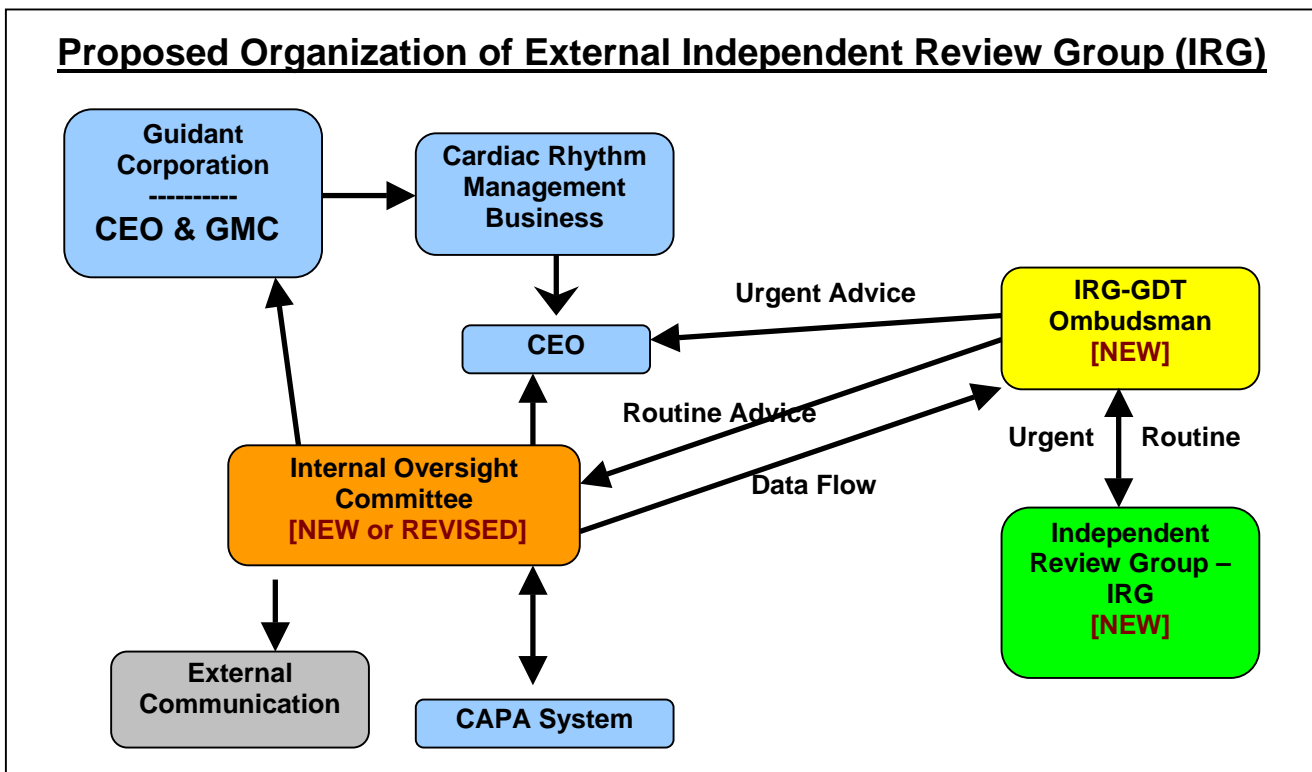 Proposed Organization of External Independent Review Group (IRG)
Guidant
Corporation
----------
CEO & GMC
Cardiac Rhythm
Management
Business
Urgent Advice
IRG-GDT
Ombudsman
[NEW]
CEO
Routine Advice
Urgent
Routine
Internal Oversight
Committee
[NEW or REVISED]
Data Flow
Independent
Review Group –
IRG
[NEW]
External
Communication
CAPA System